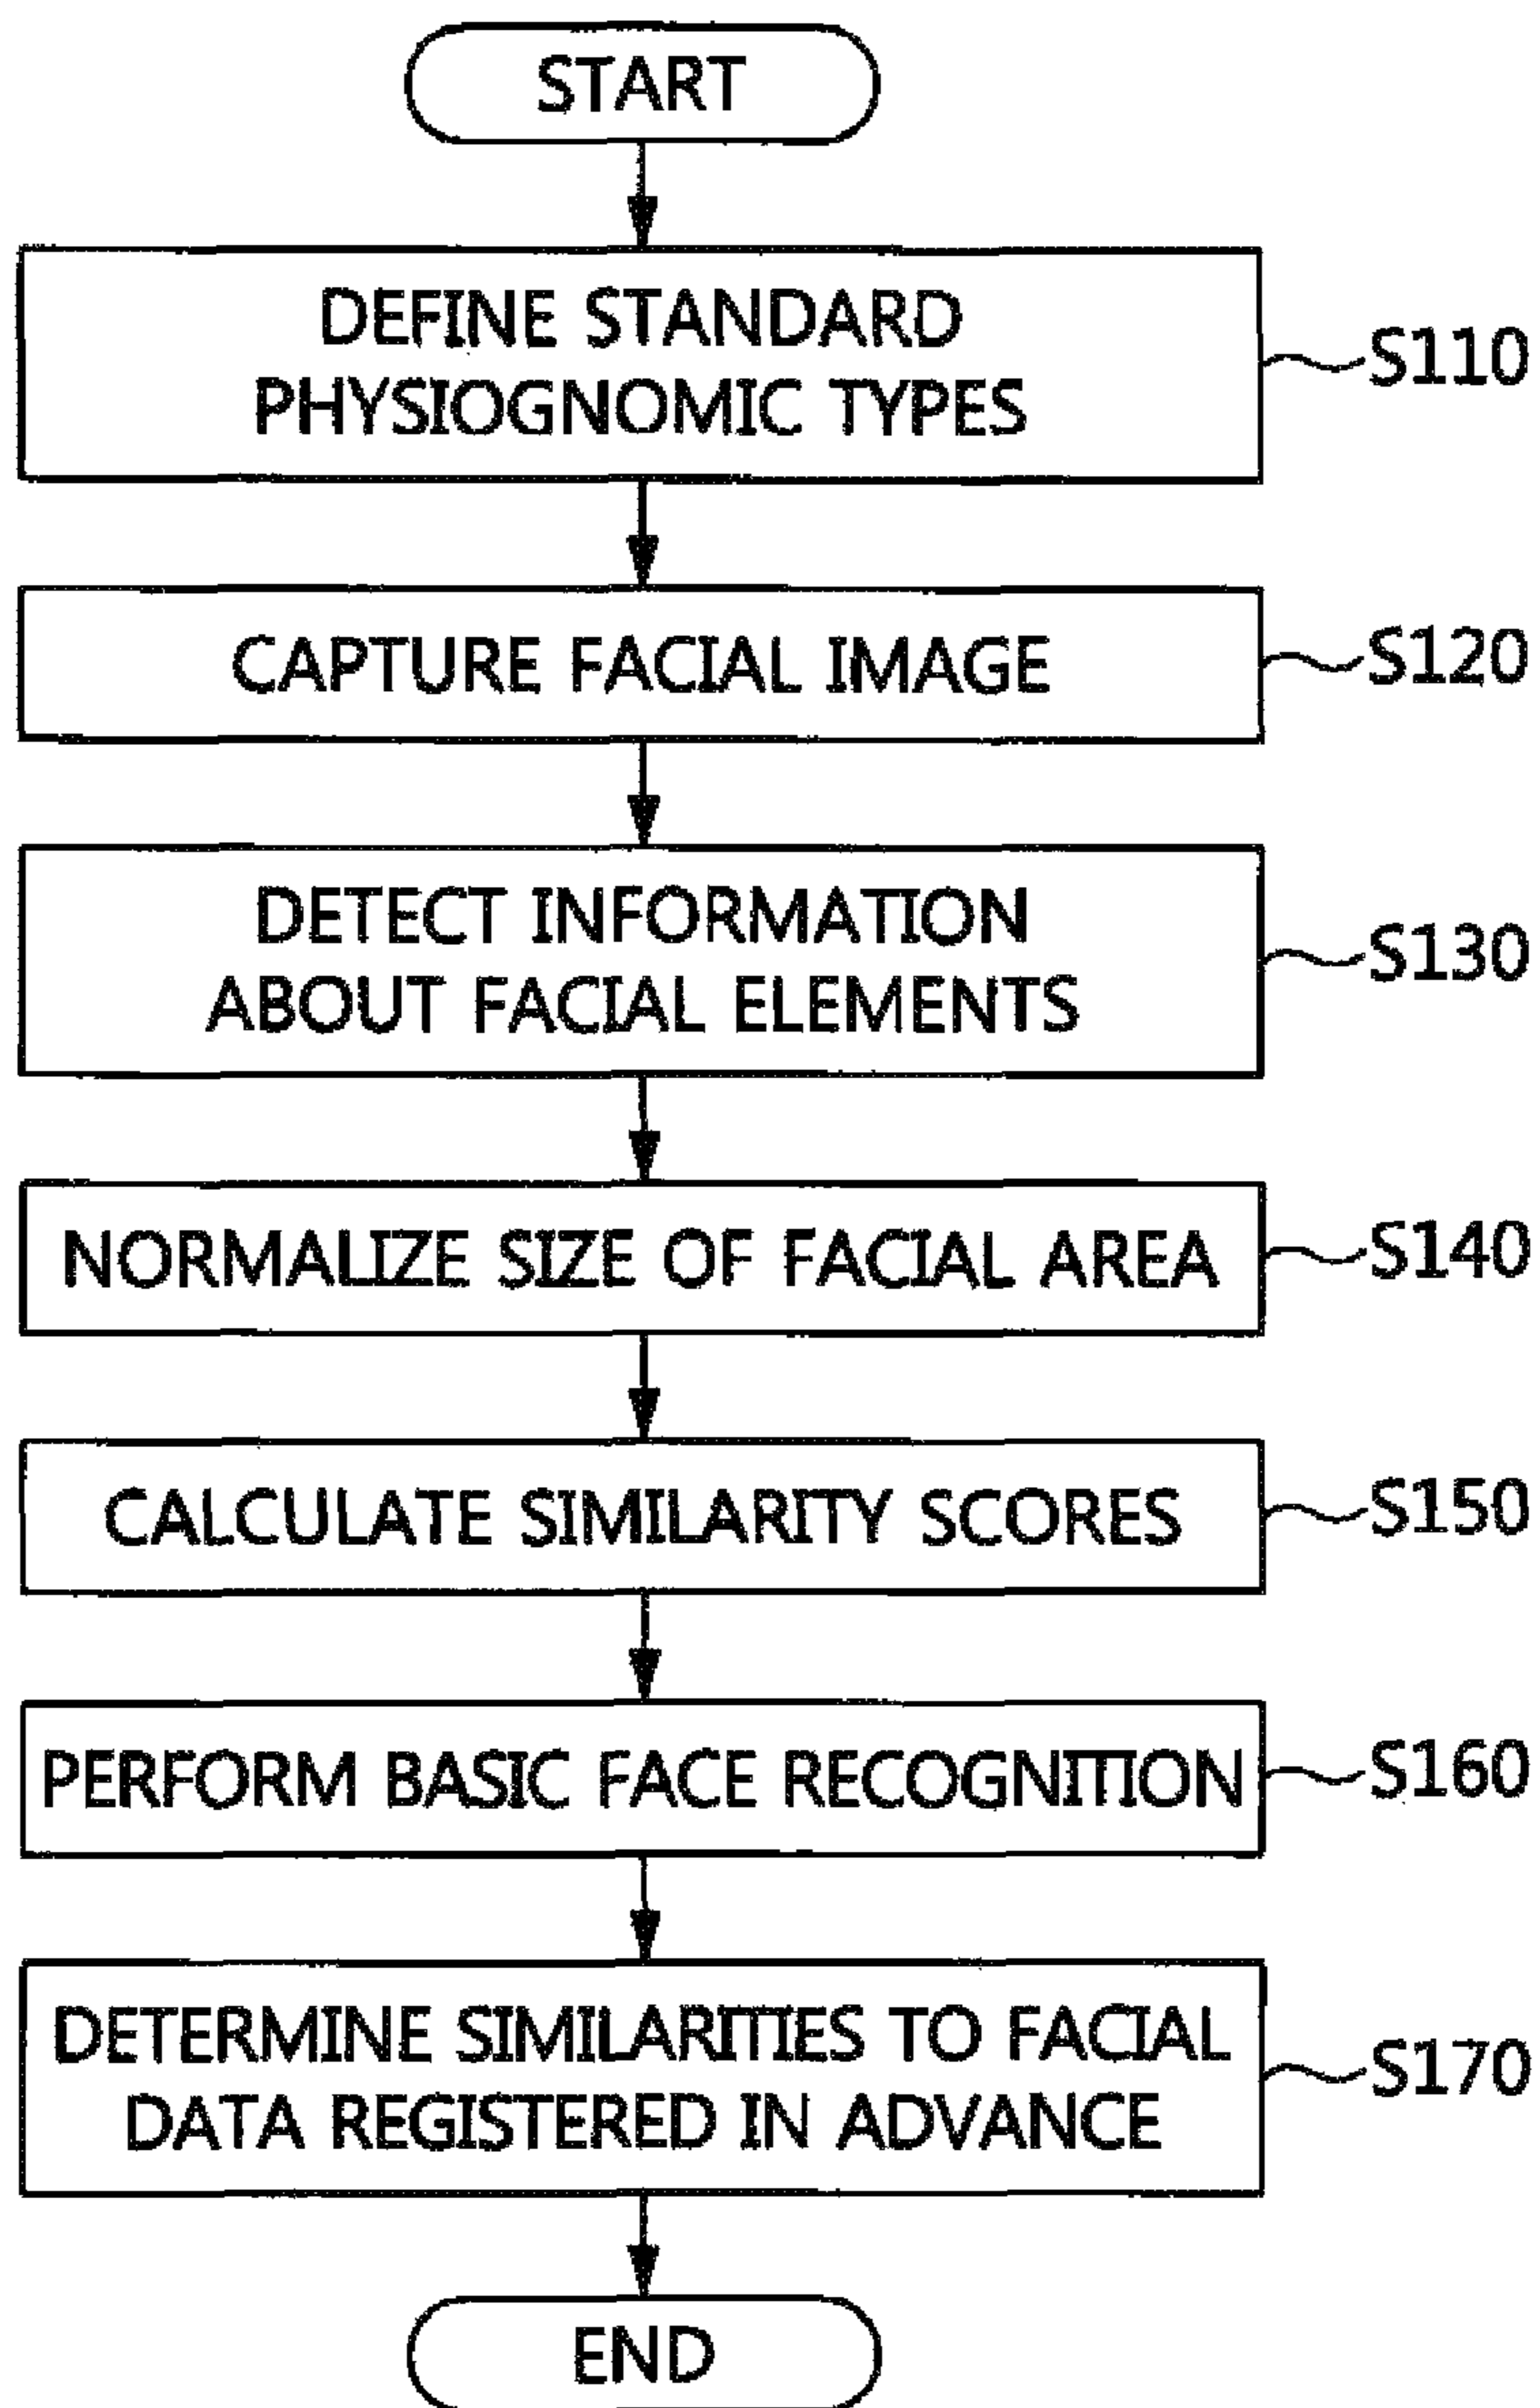 START
DEFINE STANDARD
PHYSIOGNOMIC TYPES
S110
CAPTURE FACIAL IMAGE
S120
DETECT INFORMATION
ABOUT FACIAL ELEMENTS
S130
NORMALIZE SIZE OF FACIAL AREA
S140
CALCULATE SIMILARITY SCORES
S150
PERFORM BASIC FACE RECOGNITION
S160
DETERMINE SIMILARITIES TO FACIAL
DATA REGISTERED IN ADVANCE
S170
END